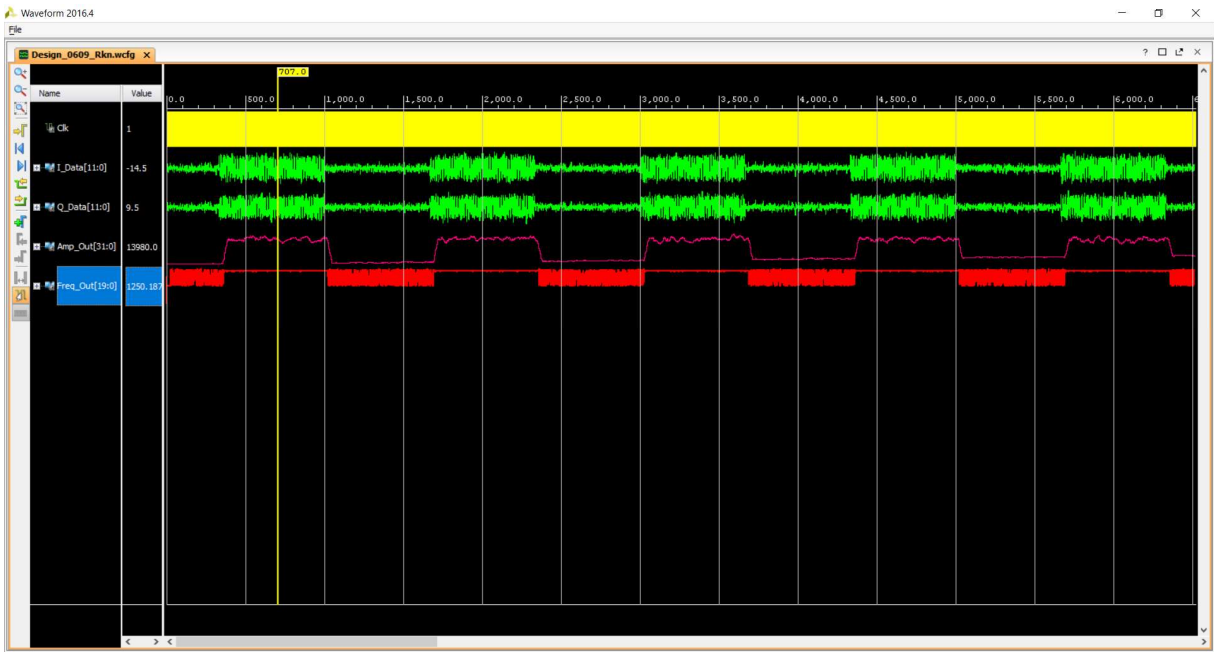 Waveform 2016.4
File
Design_0609_Rkn.wcfg ×
707.0
Name Value
0.0 500.0 1,000.0 1,500.0 2,000.0 2,500.0 3,000.0 3,500.0 4,000.0 4,500.0 5,000.0 5,500.0 6,000.0 6
Clk 1
I_Data[11:0] -14.5
Q_Data[11:0] 9.5
Amp_Out[31:0] 13980.0
Freq_Out[19:0] 1250.187